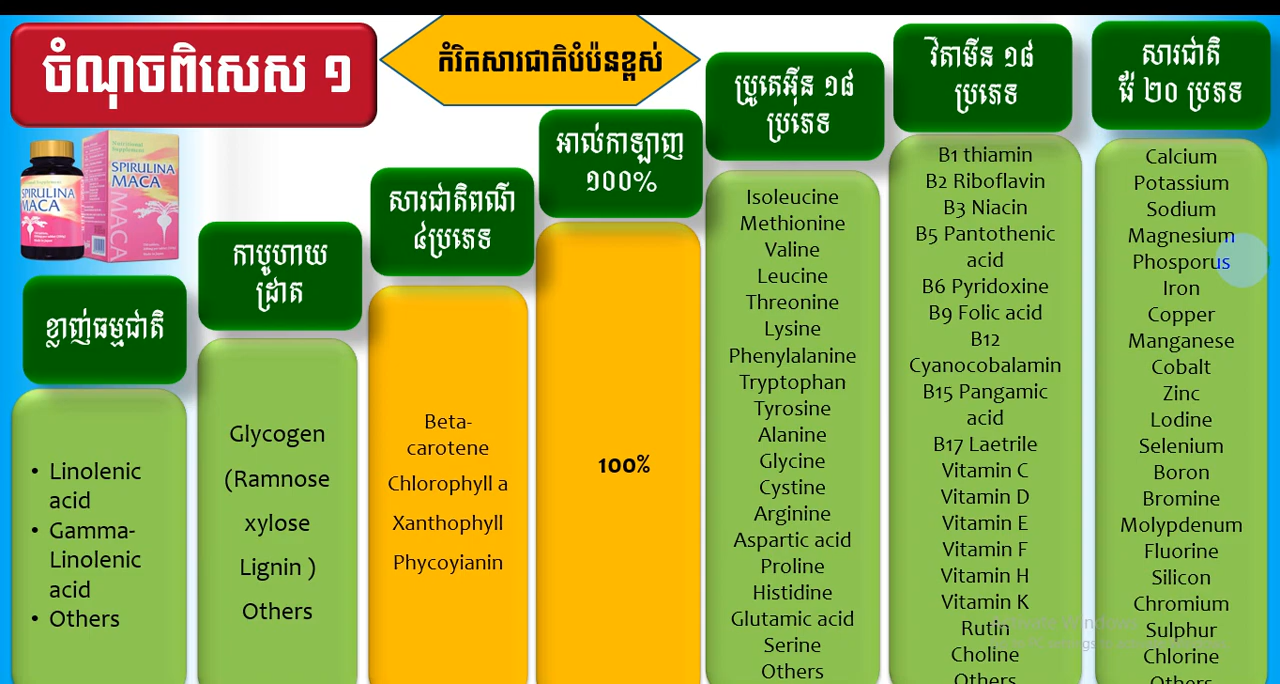 ចំណុចពិសេស ១
កំរិតសារជាតិបំប៉នខ្ពស់
SPIRULINA
MACA
Nutritional
Supplement
SPIRULINA
MACA
MACA
ខ្លាញ់ធម្មជាតិ
• Linolenic
acid
• Gamma-
Linolenic
acid
• Others
កាបូហាយ
ដ្រាត
Glycogen
(Ramnose
xylose
Lignin )
Others
សារជាតិពណ៌
៤ប្រភេទ
Beta-
carotene
Chlorophyll a
Xanthophyll
Phycoyianin
អាល់កាឡាញ
១០០%
100%
ប្រូតេអ៊ីន ១៨
ប្រភេទ
Isoleucine
Methionine
Valine
Leucine
Threonine
Lysine
Phenylalanine
Tryptophan
Tyrosine
Alanine
Glycine
Cystine
Arginine
Aspartic acid
Proline
Histidine
Glutamic acid
Serine
Others
វិតាមីន ១៨
ប្រភេទ
B1 thiamin
B2 Riboflavin
B3 Niacin
B5 Pantothenic
acid
B6 Pyridoxine
B9 Folic acid
B12
Cyanocobalamin
B15 Pangamic
acid
B17 Laetrile
Vitamin C
Vitamin D
Vitamin E
Vitamin F
Vitamin H
Vitamin K
Rutin
Choline
Others
សារជាតិ
រ៉ែ ២០ ប្រភទ
Calcium
Potassium
Sodium
Magnesium
Phosporus
Iron
Copper
Manganese
Cobalt
Zinc
Lodine
Selenium
Boron
Bromine
Molypdenum
Fluorine
Silicon
Chromium
Sulphur
Chlorine
Others